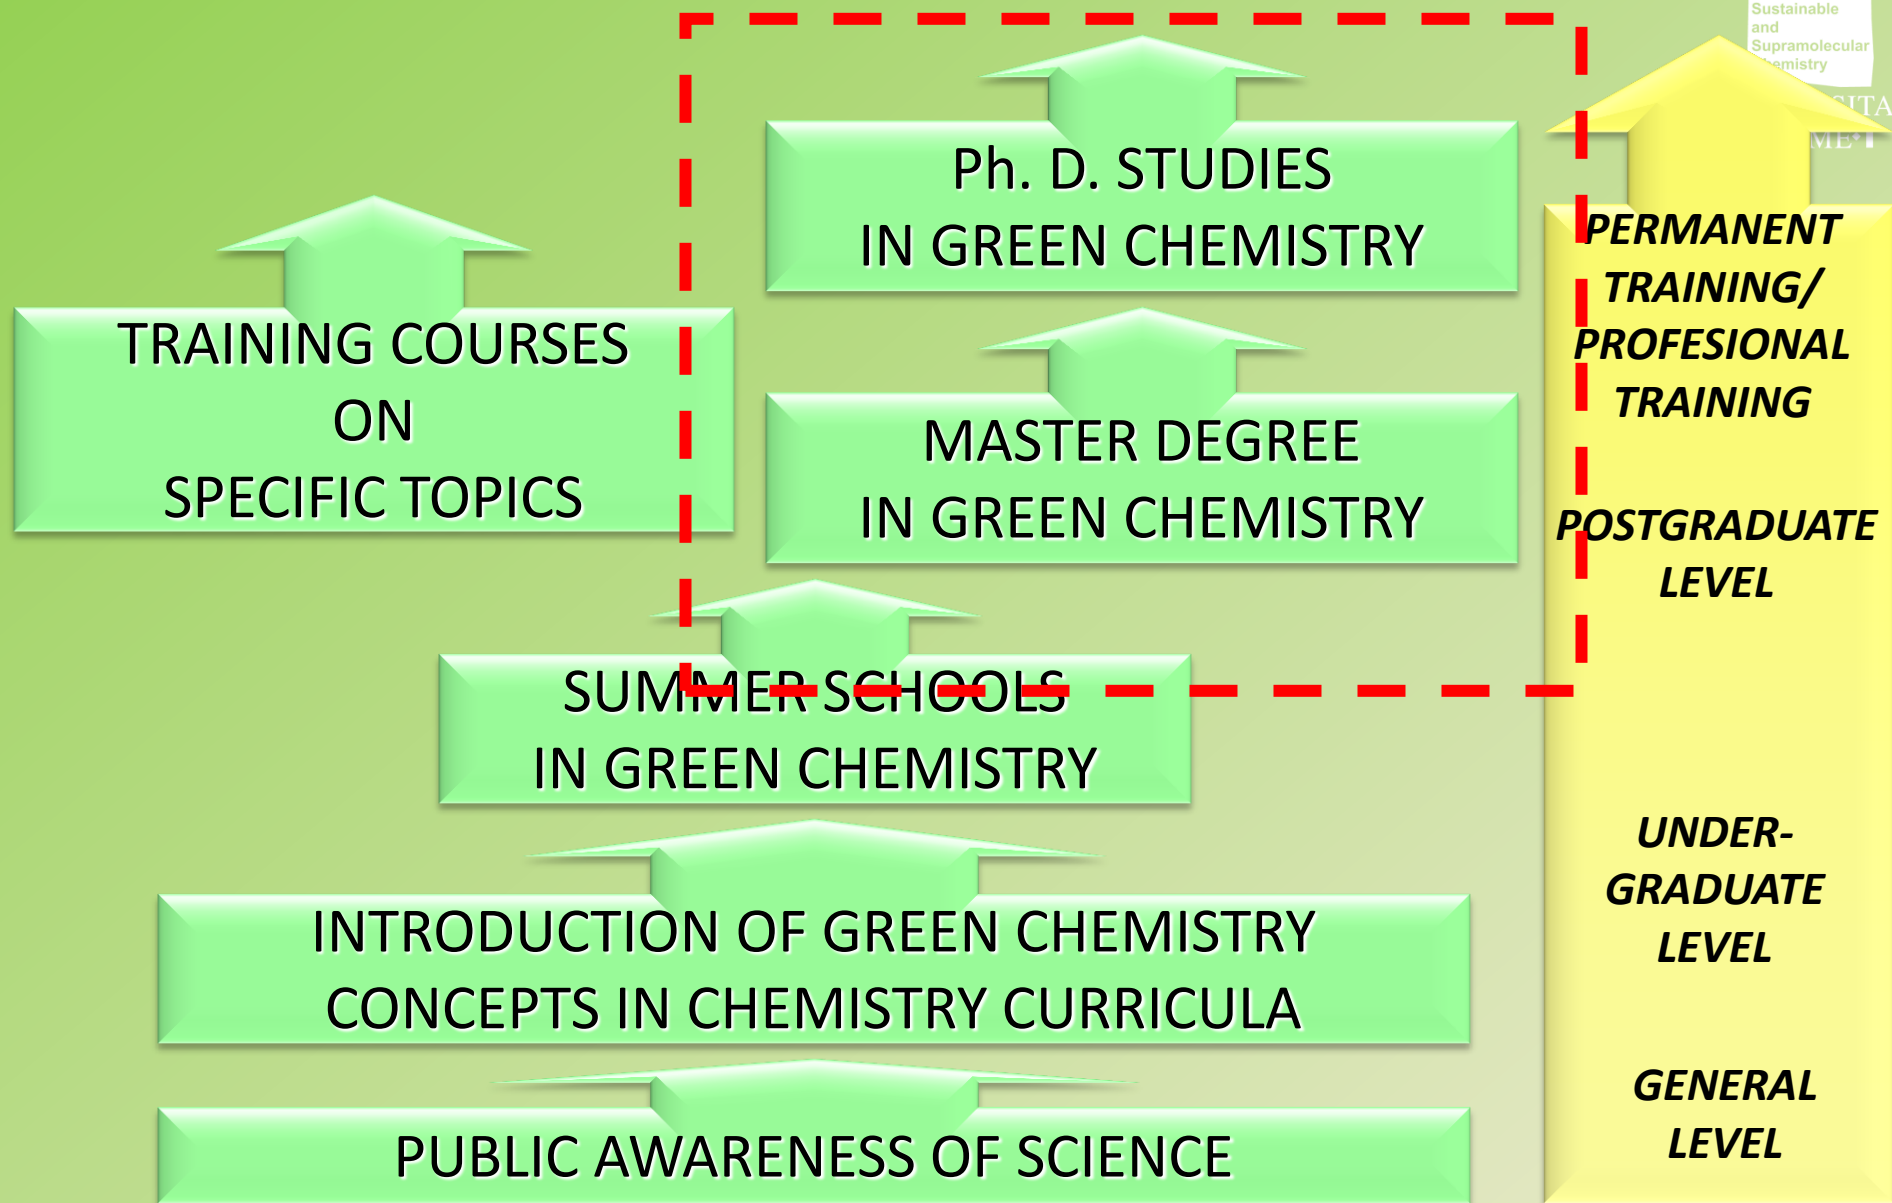 Sustainable
and
Supramolecular
Ph. D. STUDIES
IN GREEN CHEMISTRY
TRAINING COURSES
ON
SPECIFIC TOPICS
MASTER DEGREE
IN GREEN CHEMISTRY
SUMMER SCHOOLS
IN GREEN CHEMISTRY
INTRODUCTION OF GREEN CHEMISTRY
CONCEPTS IN CHEMISTRY CURRICULA
PUBLIC AWARENESS OF SCIENCE
PERMANENT
TRAINING/
PROFESIONAL
TRAINING
POSTGRADUATE
LEVEL
UNDER-
GRADUATE
LEVEL
GENERAL
LEVEL